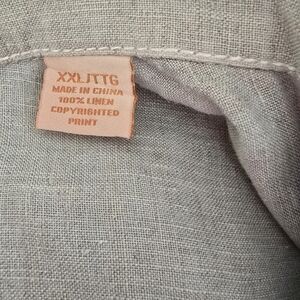 XXL/TTG
MADE IN CHINA
100% LINEN
COPYRIGHTED
PRINT